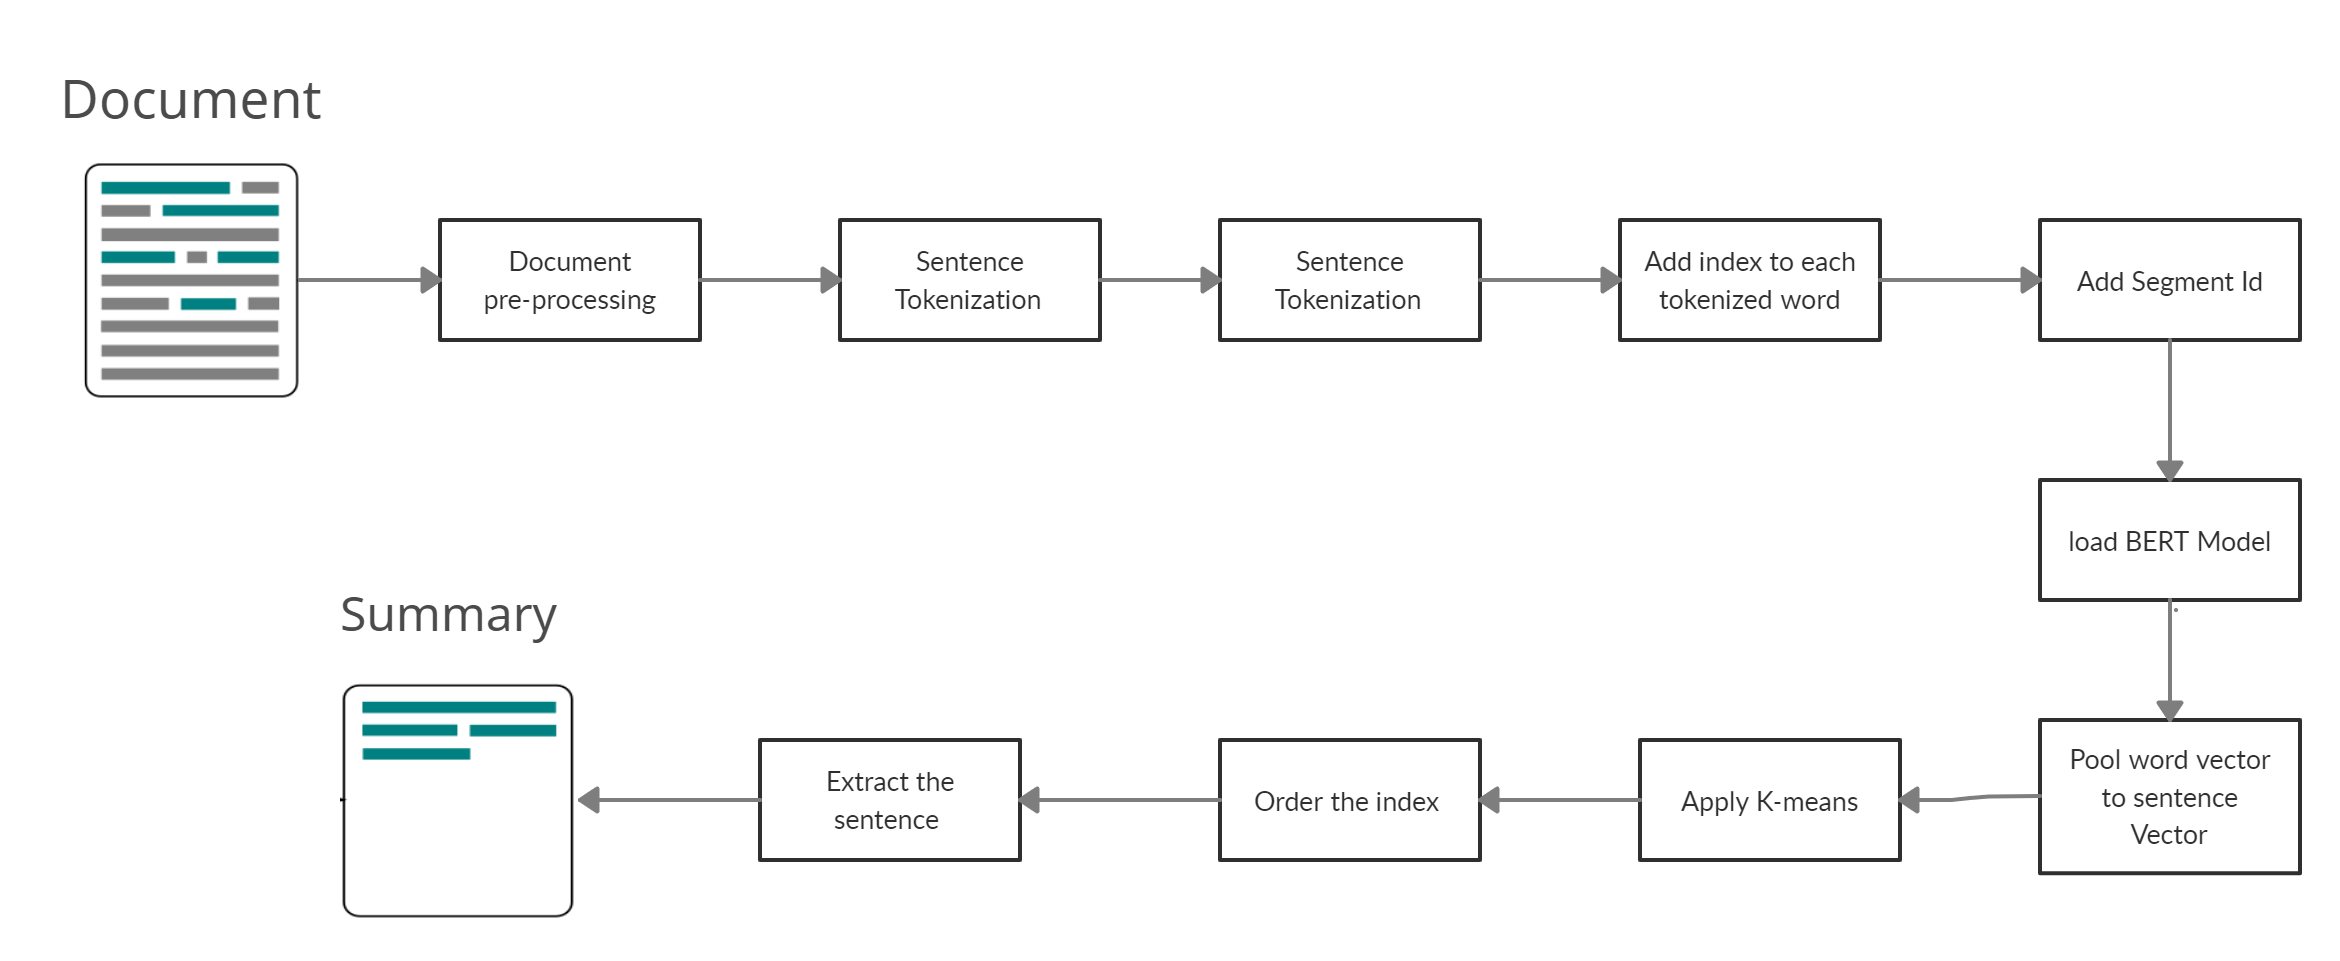 Document
Document
pre-processing
Sentence
Tokenization
Sentence
Tokenization
Add index to each
tokenized word
Add Segment Id
load BERT Model
Pool word vector
to sentence
Vector
Apply K-means
Order the index
Extract the
sentence
Summary